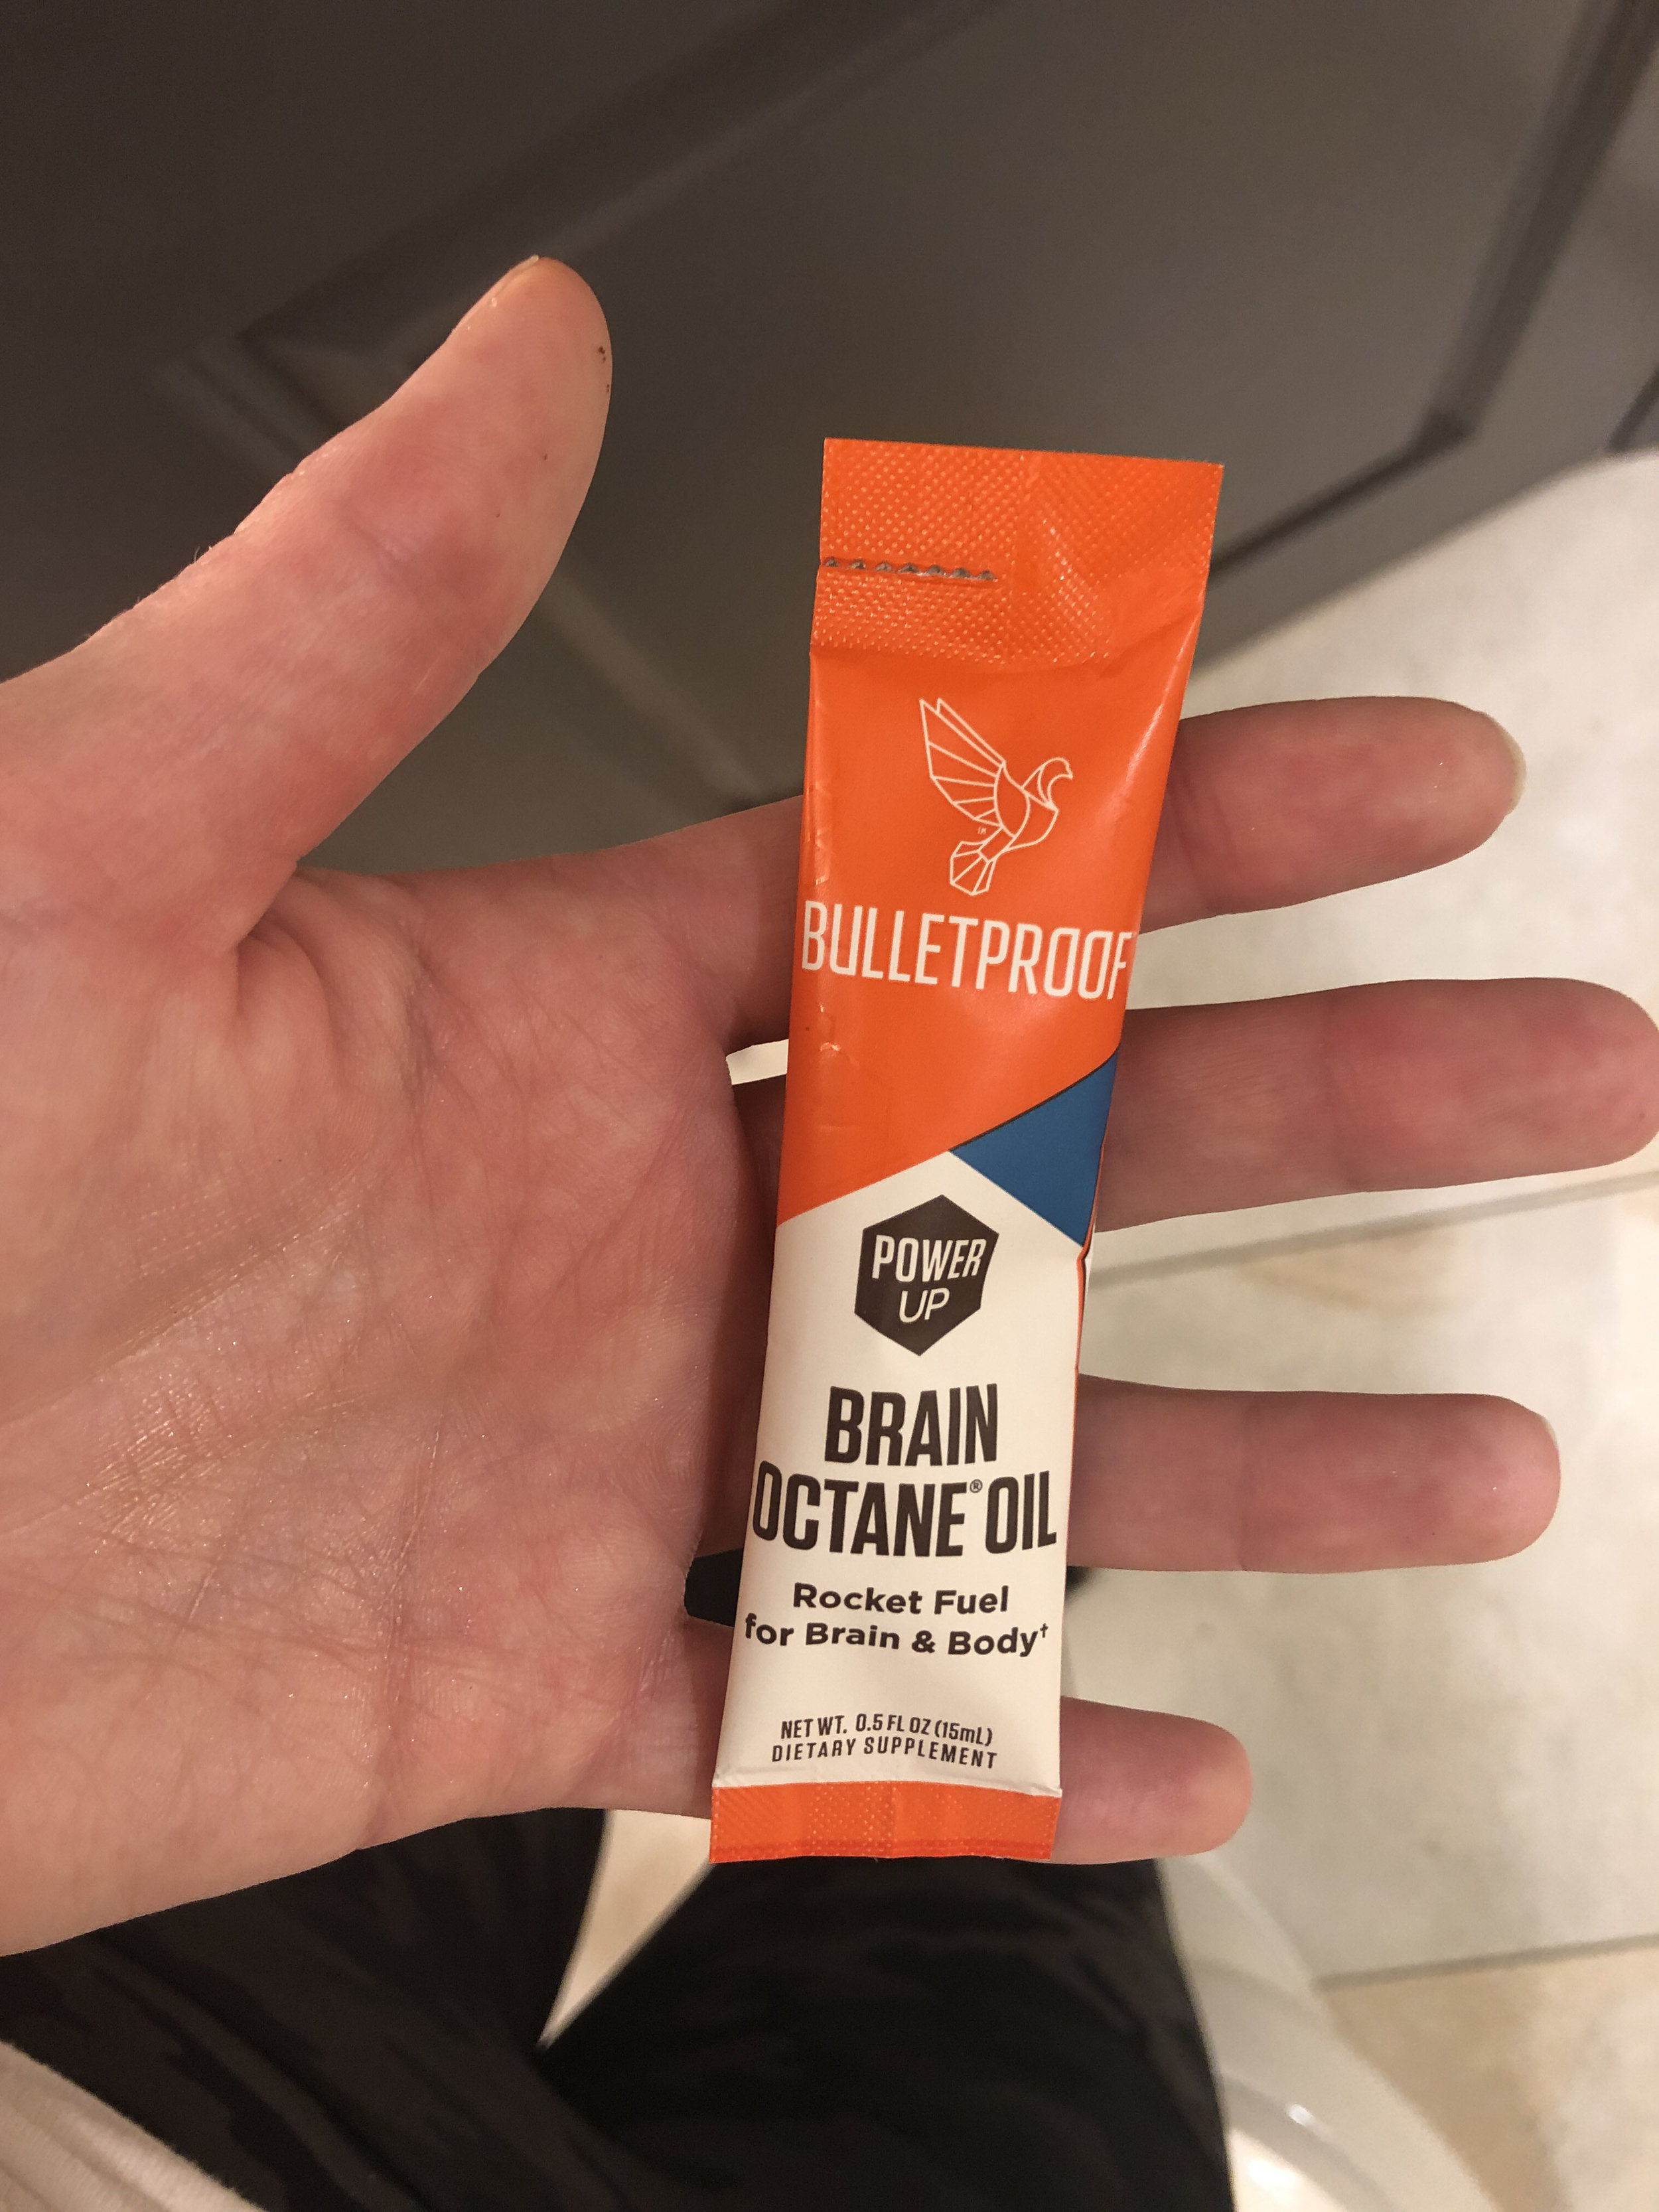 TM
BULLETPROOF
POWER
UP
BRAIN
OCTANE® OIL
Rocket Fuel
for Brain & Body†
NET WT. 0.5 FL OZ (15mL)
DIETARY SUPPLEMENT